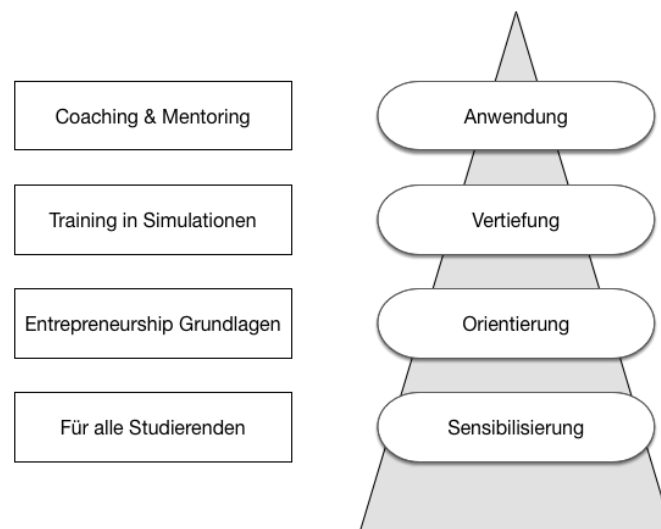 Coaching & Mentoring
Anwendung
Training in Simulationen
Vertiefung
Entrepreneurship Grundlagen
Orientierung
Für alle Studierenden
Sensibilisierung